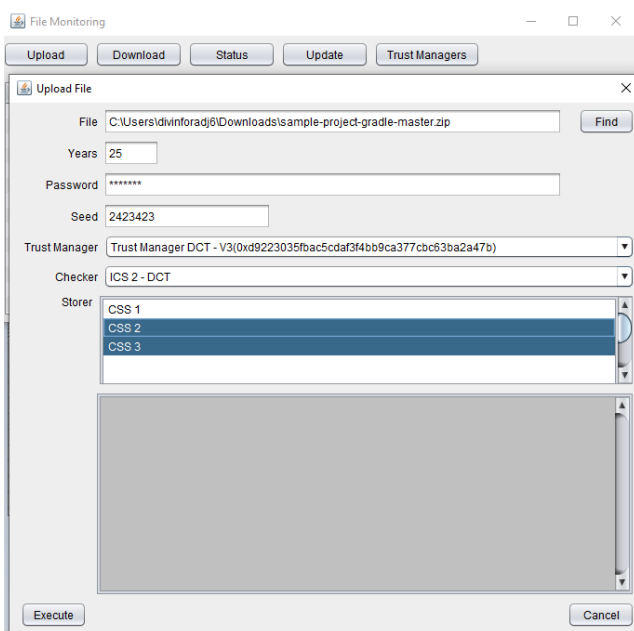 File Monitoring
Upload Download Status Update Trust Managers
Upload File
File C:\Users\divinforadj6\Downloads\sample-project-gradle-master.zip Find
Years 25
Password *******
Seed 2423423
Trust Manager Trust Manager DCT - V3(0xd9223035fbac5cdaf3f4bb9ca377cbc63ba2a47b)
Checker ICS 2 - DCT
Storer CSS 1
CSS 2
CSS 3
Execute Cancel